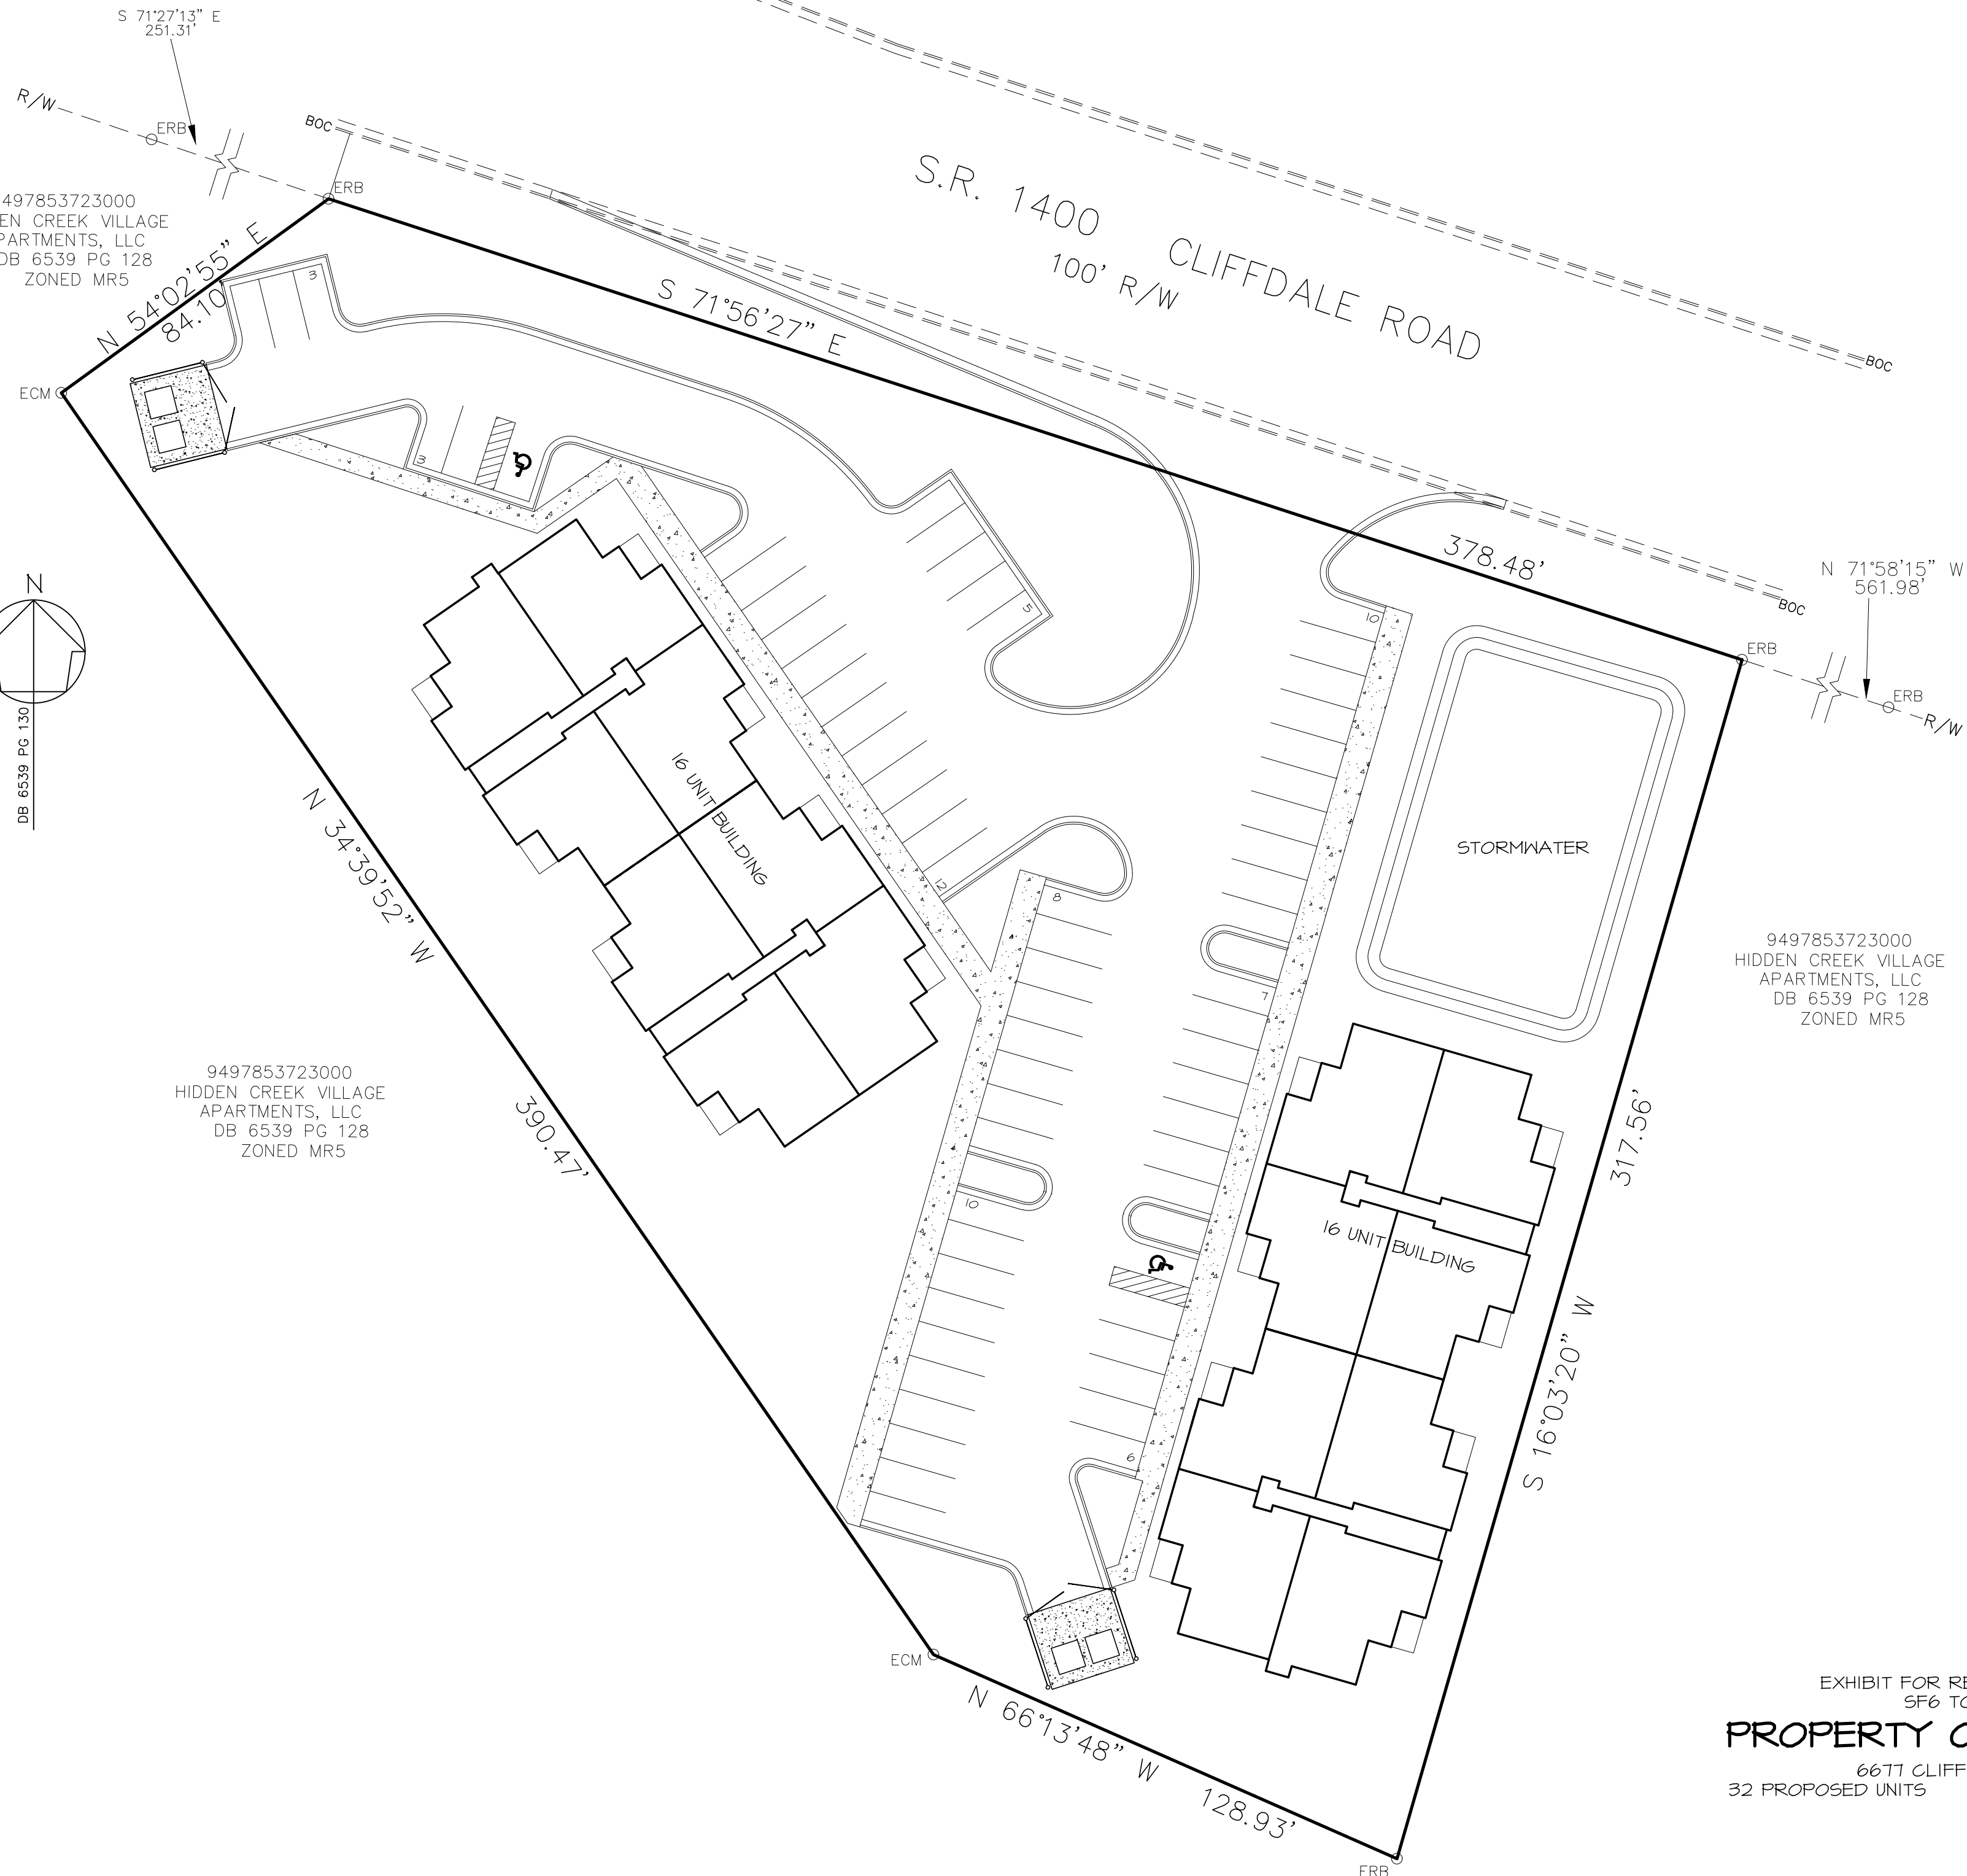 S 71°27'13" E
251.31'
R/W
ERB
BOC
ERB
S.R. 1400 CLIFFDALE ROAD
100' R/W
BOC
497853723000
EN CREEK VILLAGE
PARTMENTS, LLC
DB 6539 PG 128
ZONED MR5
N 54°02'55" E
84.10
3
S 71°56'27" E
378.48'
ECM
3
N
DB 6539 PG 130
5
10
N 71°58'15" W
561.98'
BOC
ERB
ERB
R/W
16 UNIT BUILDING
STORMWATER
12
8
7
N 34°39'52" W
390.47'
9497853723000
HIDDEN CREEK VILLAGE
APARTMENTS, LLC
DB 6539 PG 128
ZONED MR5
9497853723000
HIDDEN CREEK VILLAGE
APARTMENTS, LLC
DB 6539 PG 128
ZONED MR5
317.56'
S 16°03'20" W
10
16 UNIT BUILDING
6
ECM
N 66°13'48" W 128.93'
ERB
EXHIBIT FOR RE
SF6 TO
PROPERTY O
6677 CLIFF
32 PROPOSED UNITS